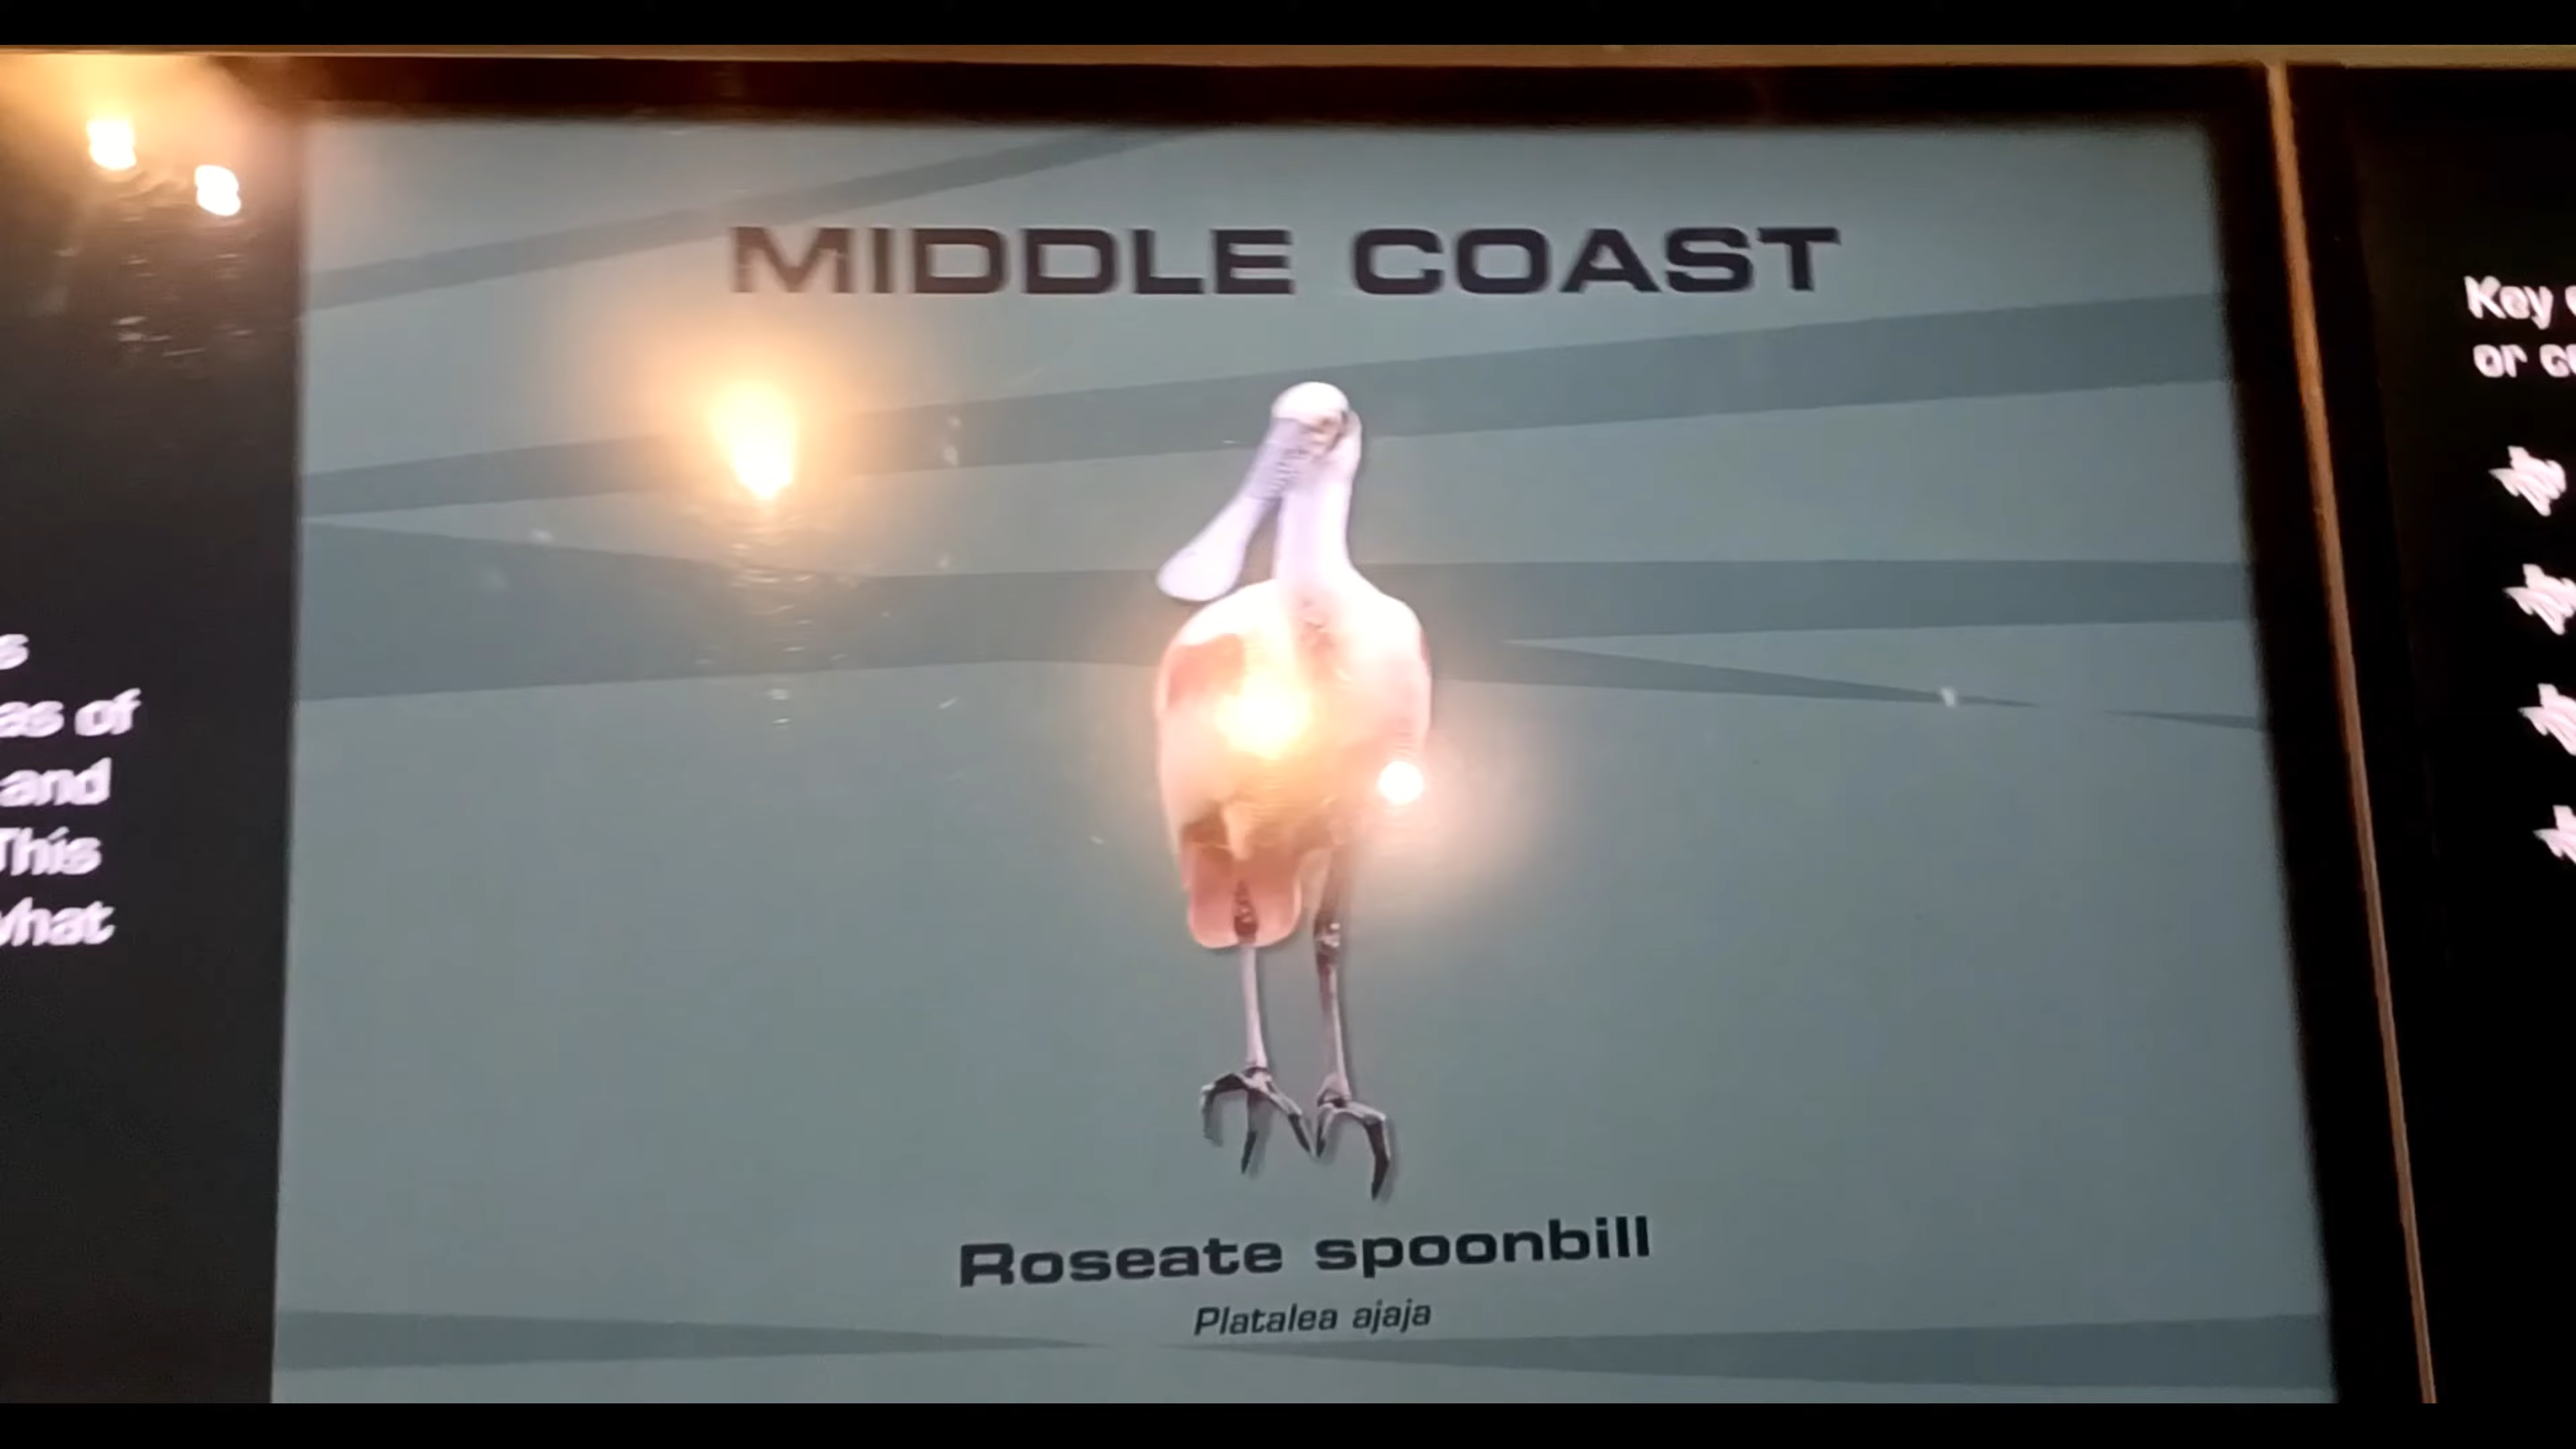 MIDDLE COAST
s
as of
and
This
what
Key
or
Roseate spoonbill
Platalea ajaja